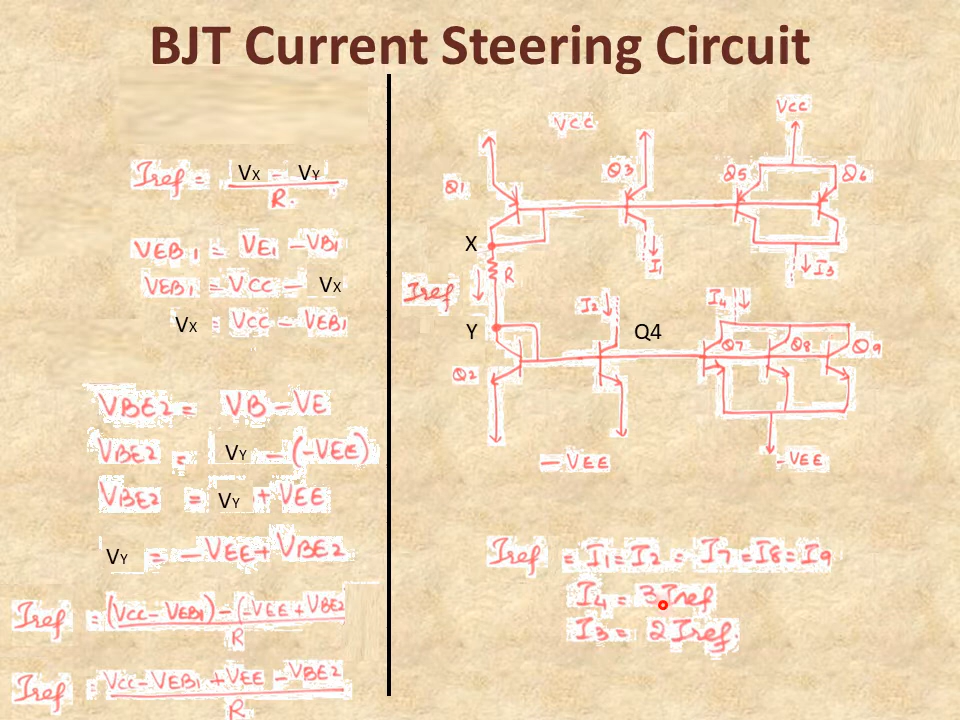 BJT Current Steering Circuit
Iref = VX - VY / R.
VEB1 = VE1 - VB1
VEB1 = VCC - VX
VX = VCC - VEB1
VBE2 = VB - VE
VBE2 = VY - (-VEE)
VBE2 = VY + VEE
VY = -VEE + VBE2
Iref = (VCC - VEB1) - (-VEE + VBE2 / R
Iref = VCC - VEB1 + VEE - VBE2 / R
VCC
VCC
Q1
Q3
Q5
Q6
X
R
I1
I3
Iref
I2
I4
Y
Q4
Q7
Q8
Q9
Q2
-VEE
-VEE
Iref = I1 = I2 = I7 = I8 = I9
I4 = 3Iref
I3 = 2Iref.